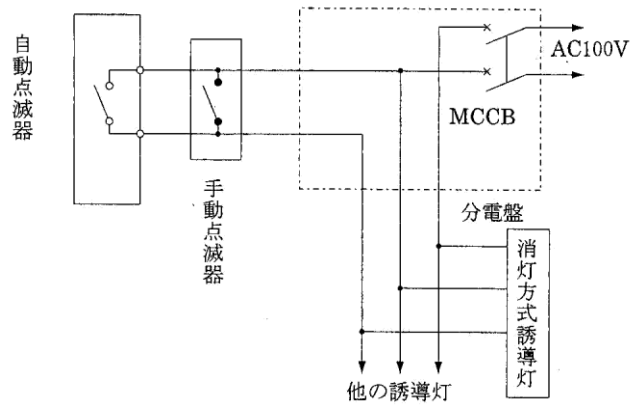 自動点滅器
手動点滅器
AC100V
MCCB
分電盤
消灯方式誘導灯
他の誘導灯